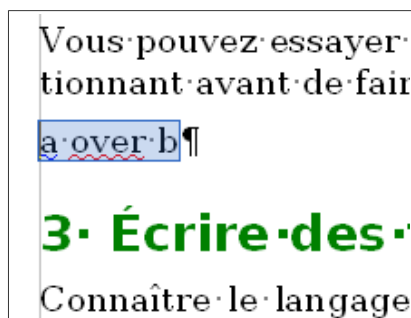 Vous·pouvez·essayer·
tionnant·avant·de·fair
a·over·b¶
3· Écrire·des·
Connaître·le·langage